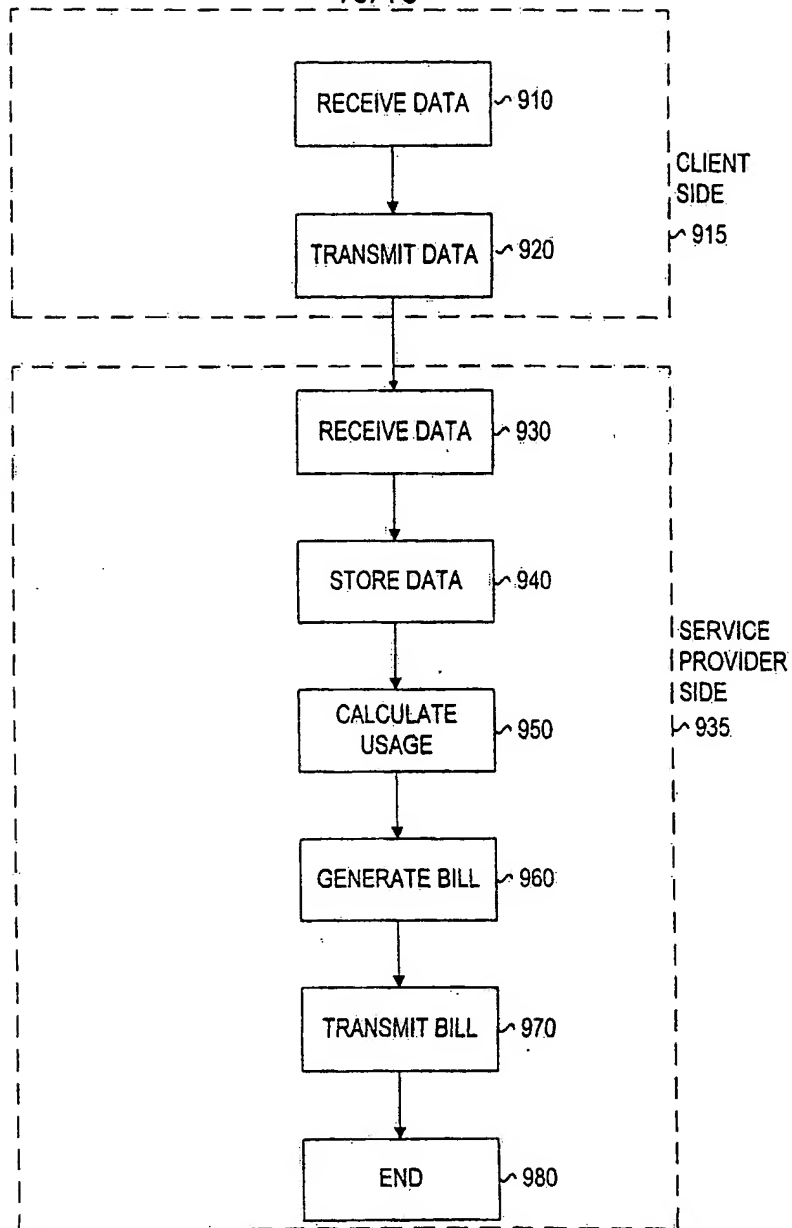 RECEIVE DATA 910
CLIENT
SIDE
915
TRANSMIT DATA 920
RECEIVE DATA 930
STORE DATA 940
SERVICE
PROVIDER
SIDE
935
CALCULATE
USAGE
950
GENERATE BILL 960
TRANSMIT BILL 970
END 980